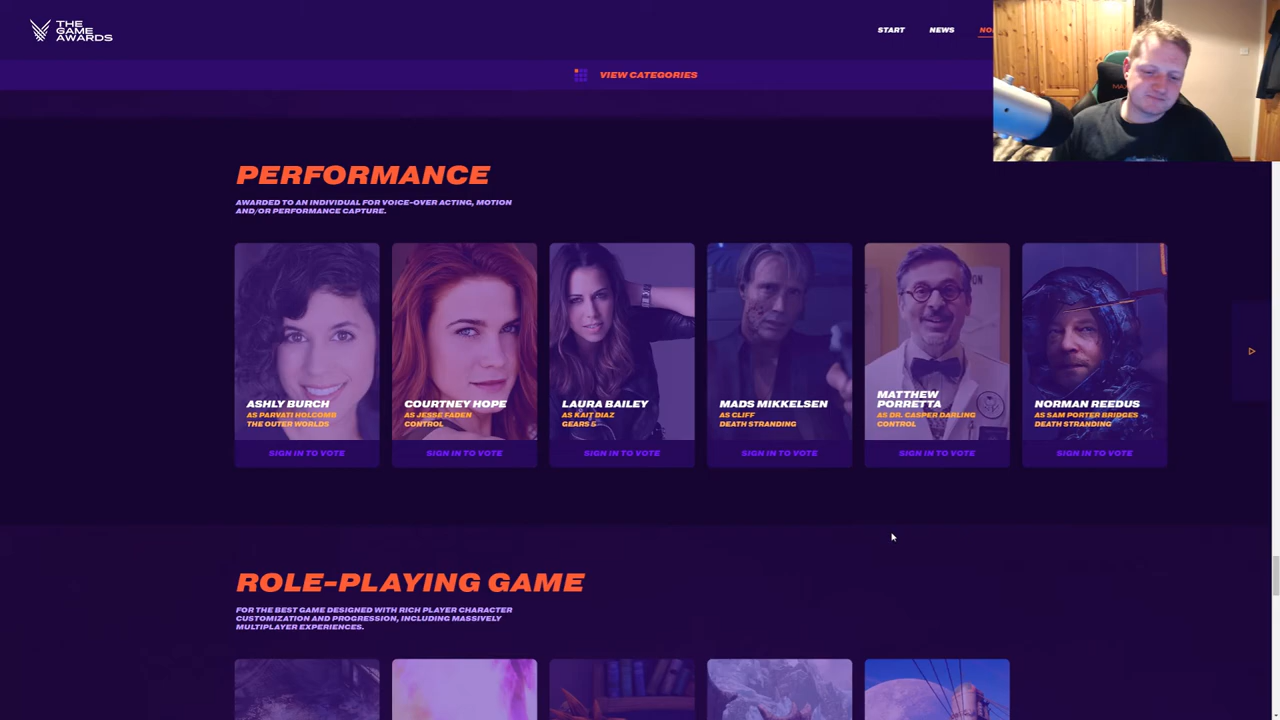 THE
GAME
AWARDS
START
NEWS
VIEW CATEGORIES
PERFORMANCE
AWARDED TO AN INDIVIDUAL FOR VOICE-OVER ACTING, MOTION
AND/OR PERFORMANCE CAPTURE.
ASHLY BURCH
AS PARVATI HOLCOMB
THE OUTER WORLDS
SIGN IN TO VOTE
COURTNEY HOPE
AS JESSE FADEN
CONTROL
SIGN IN TO VOTE
LAURA BAILEY
AS KAIT DIAZ
GEARS 5
SIGN IN TO VOTE
MADS MIKKELSEN
AS CLIFF
DEATH STRANDING
SIGN IN TO VOTE
MATTHEW
PORRETTA
AS DR. CASPER DARLING
CONTROL
SIGN IN TO VOTE
NORMAN REEDUS
AS SAM PORTER BRIDGES
DEATH STRANDING
SIGN IN TO VOTE
ROLE-PLAYING GAME
FOR THE BEST GAME DESIGNED WITH RICH PLAYER CHARACTER
CUSTOMIZATION AND PROGRESSION, INCLUDING MASSIVELY
MULTIPLAYER EXPERIENCES.